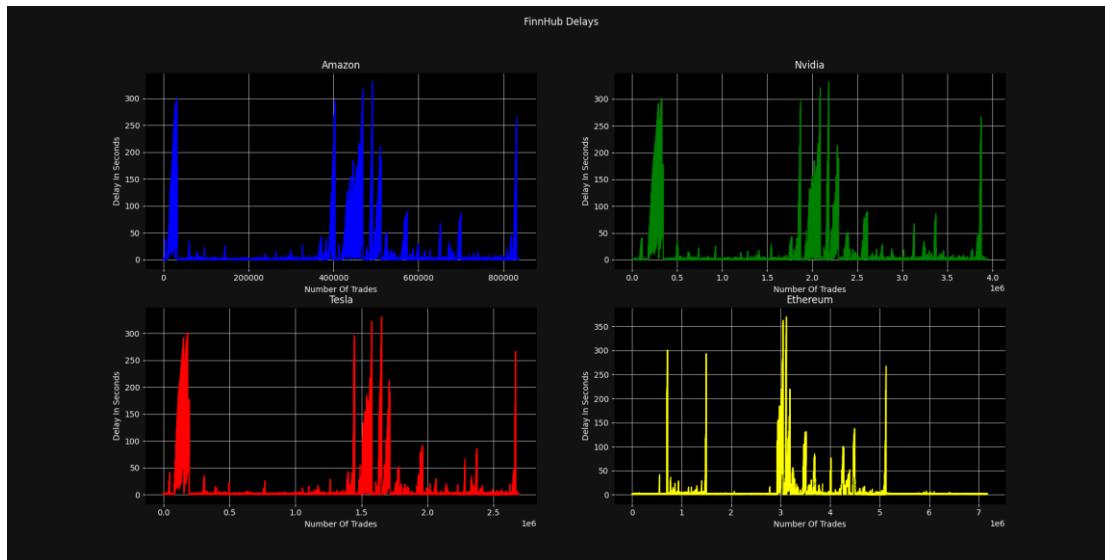 FinnHub Delays
Amazon
300
250
200
150
100
50
0
Delay In Seconds
0 200000 400000 600000 800000
Number Of Trades
Nvidia
300
250
200
150
100
50
0
Delay In Seconds
0.0 0.5 1.0 1.5 2.0 2.5 3.0 3.5 4.0
1e6
Number Of Trades
Tesla
300
250
200
150
100
50
0
Delay In Seconds
0.0 0.5 1.0 1.5 2.0 2.5
1e6
Number Of Trades
Ethereum
350
300
250
200
150
100
50
0
Delay In Seconds
0 1 2 3 4 5 6 7
1e6
Number Of Trades